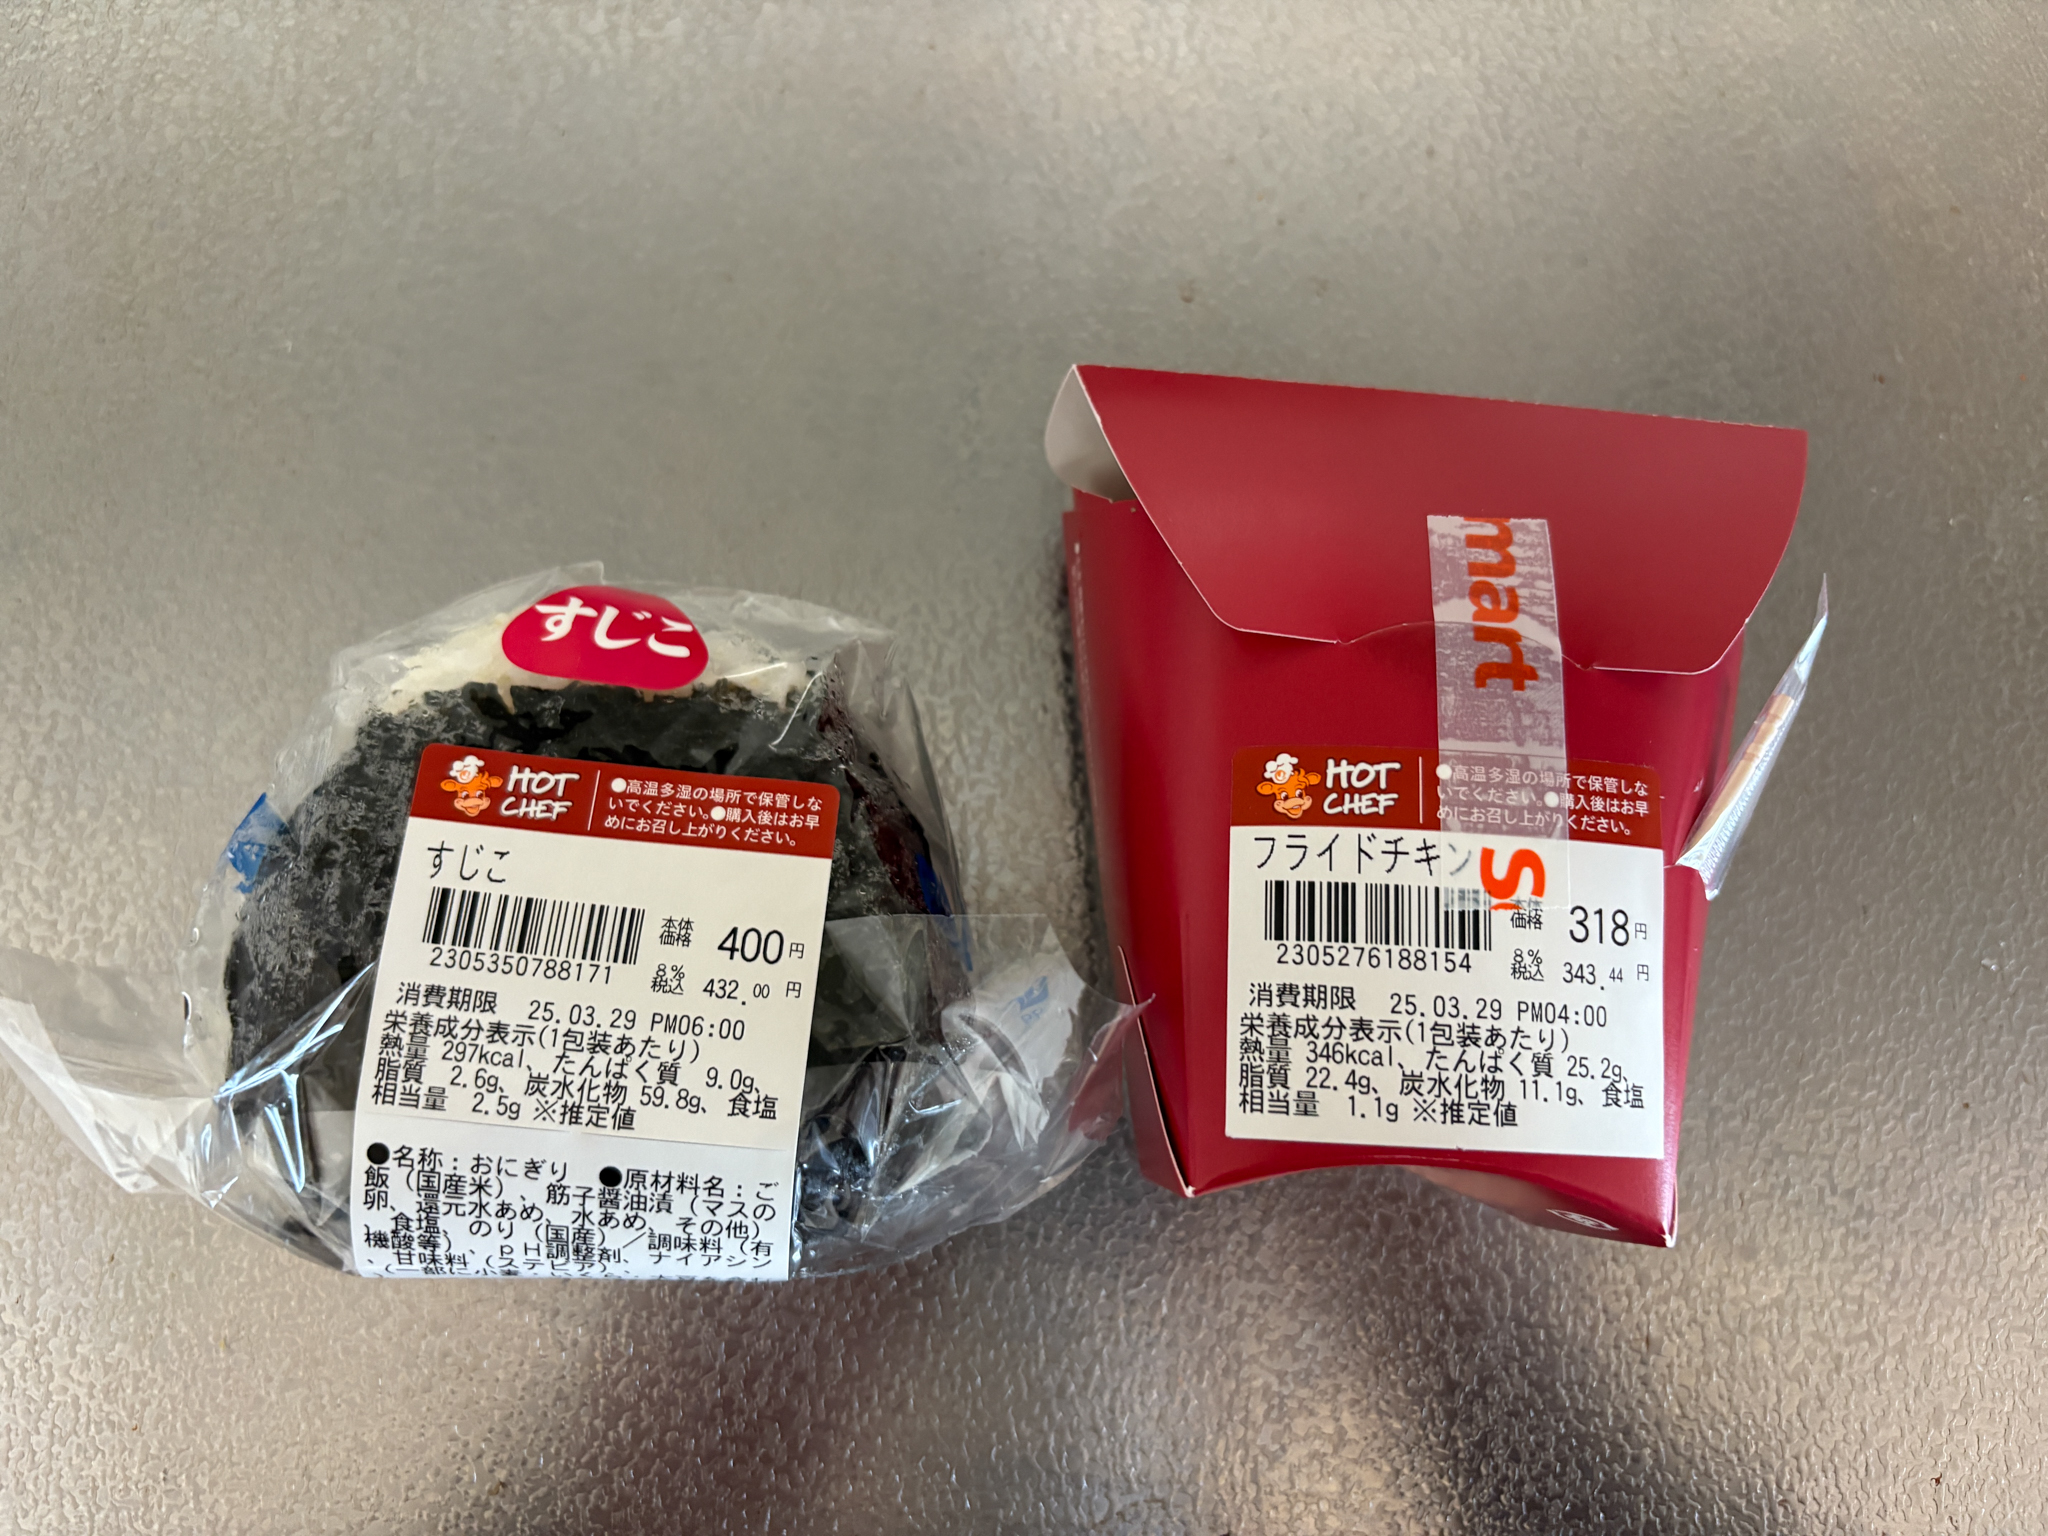 すじこ
HOT
CHEF
●高温多湿の場所で保管しな
いでください。●購入後はお早
めにお召し上がりください。
すじこ
本体
価格 400円
2305350788171
8%
税込 432.00 円
消費期限 25.03.29 PM06:00
栄養成分表示(1包装あたり)
熱量 297kcal、たんぱく質 9.0g、
脂質 2.6g、炭水化物 59.8g、食塩
相当量 2.5g ※推定値
●名称：おにぎり ●原材料名：ご
飯（国産米）、筋子醤油漬（マスの
卵、還元水あめ、水あめ、その他）
、食塩、のり（国産）／調味料（有
機酸等）、ｐＨ調整剤、ナイアシン
、甘味料（ステビア）、
mart
S
HOT
CHEF
●高温多湿の場所で保管しな
いでください。●購入後はお早
めにお召し上がりください。
フライドチキン
本体
価格 318円
2305276188154
8%
税込 343.44 円
消費期限 25.03.29 PM04:00
栄養成分表示(1包装あたり)
熱量 346kcal、たんぱく質 25.2g、
脂質 22.4g、炭水化物 11.1g、食塩
相当量 1.1g ※推定値